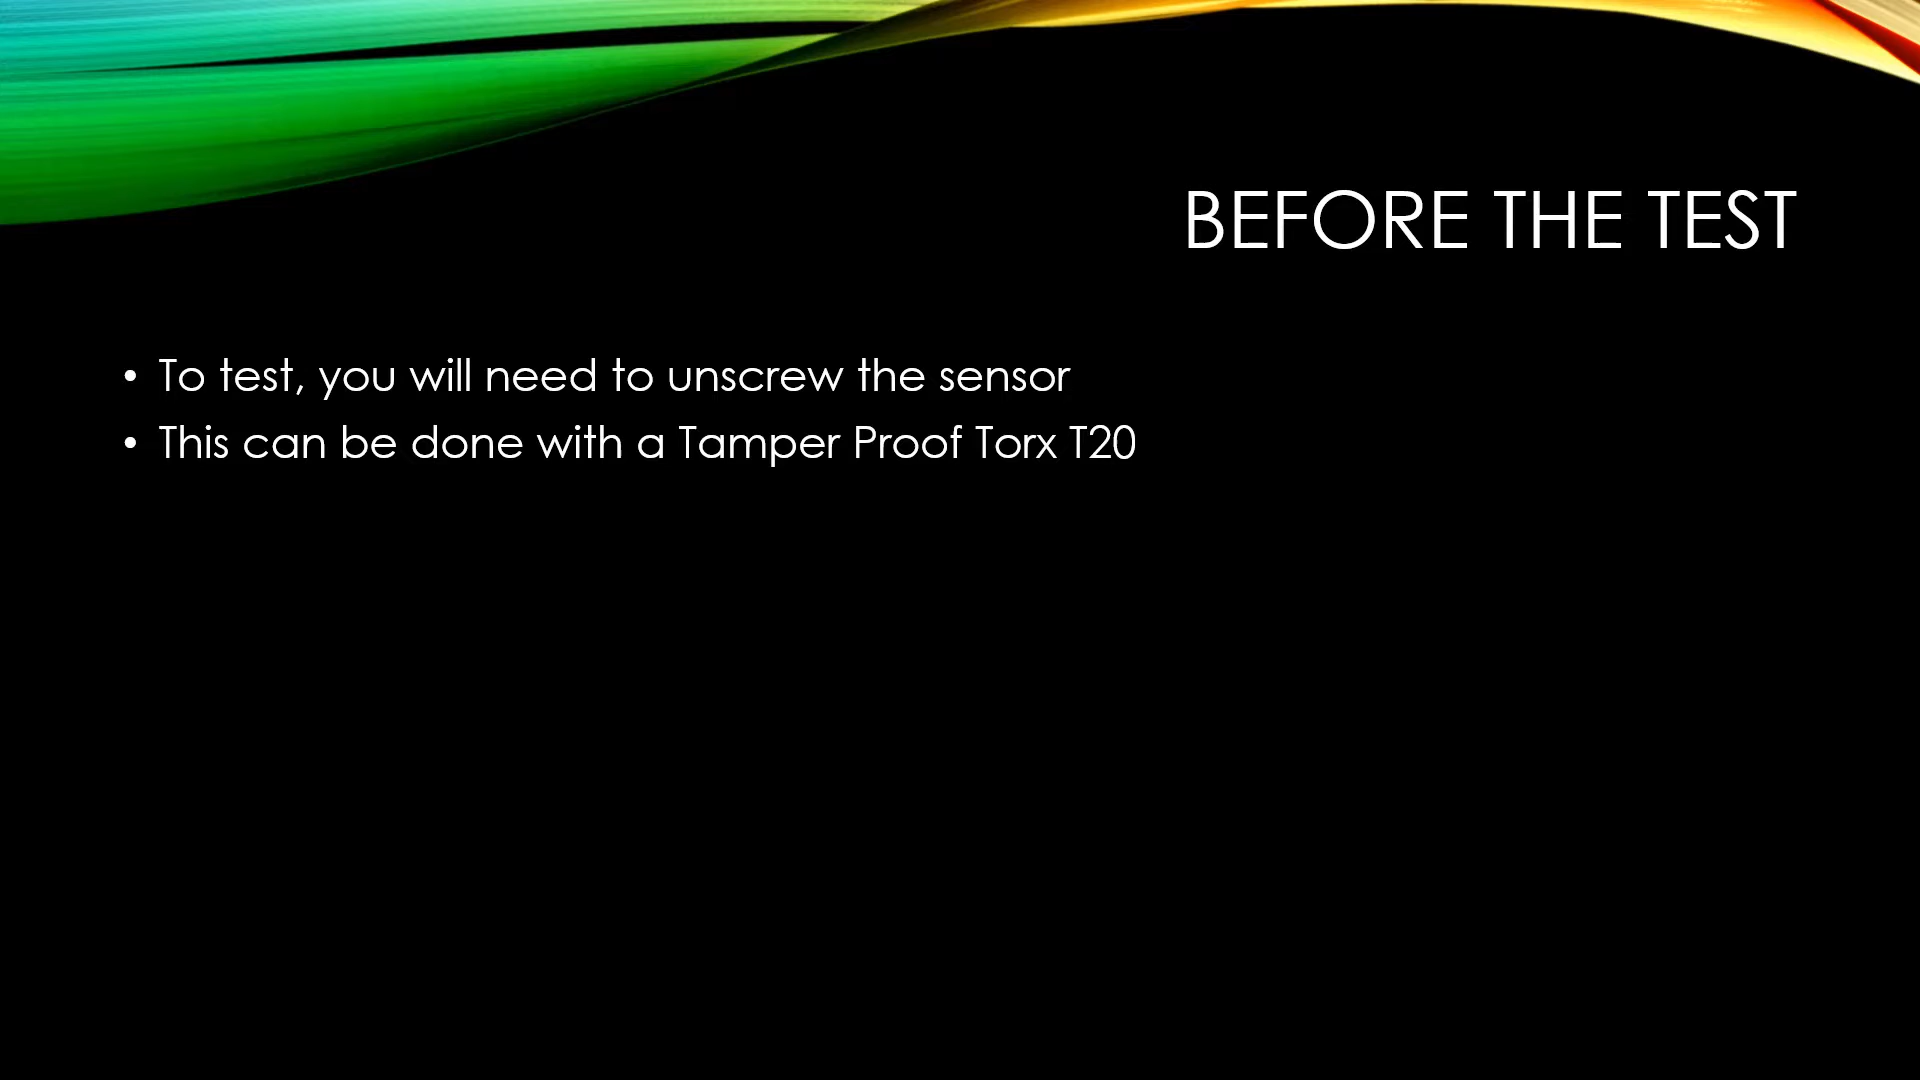 BEFORE THE TEST
• To test, you will need to unscrew the sensor
• This can be done with a Tamper Proof Torx T20